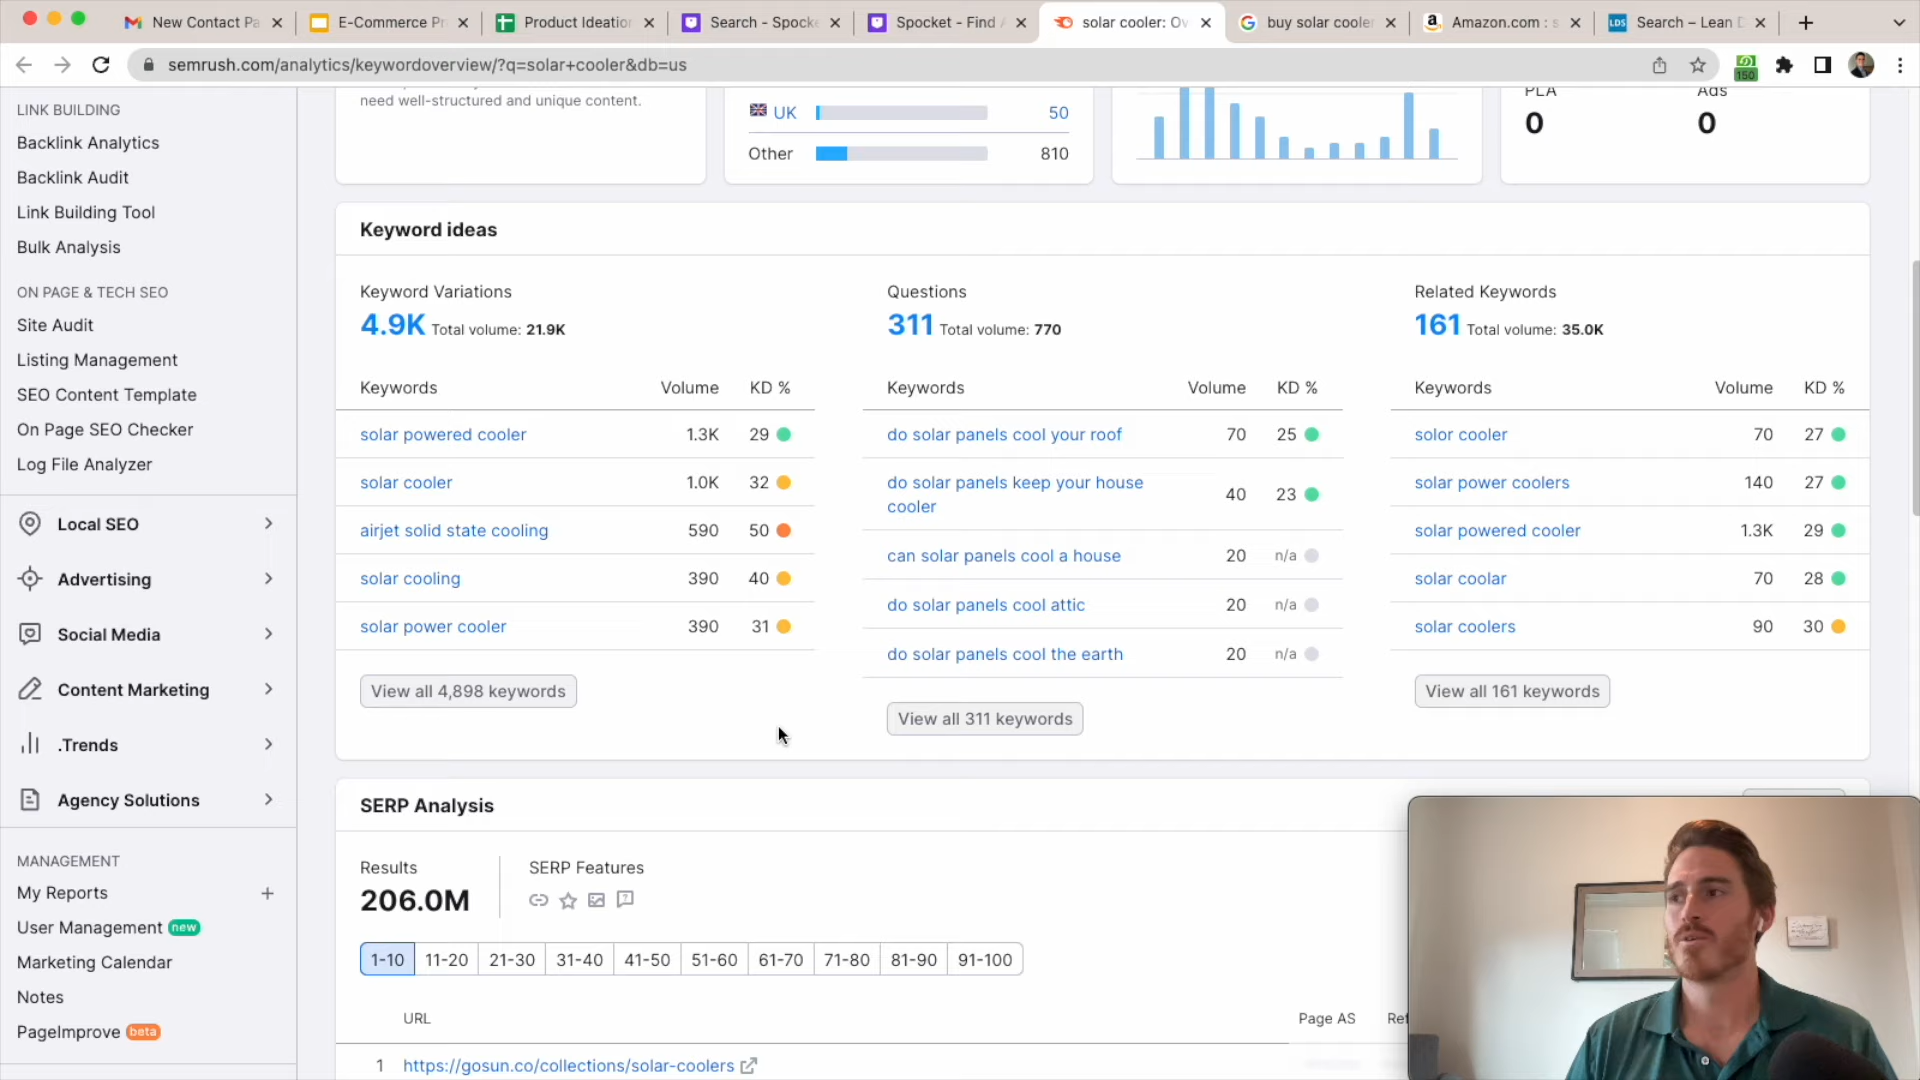 New Contact Pa
E-Commerce Pr
Product Ideation
Search - Spocke
Spocket - Find A
solar cooler: Ov
buy solar cooler
Amazon.com : s
LDS
Search – Lean D
semrush.com/analytics/keywordoverview/?q=solar+cooler&db=us
150
LINK BUILDING
Backlink Analytics
Backlink Audit
Link Building Tool
Bulk Analysis
ON PAGE & TECH SEO
Site Audit
Listing Management
SEO Content Template
On Page SEO Checker
Log File Analyzer
Local SEO
Advertising
Social Media
Content Marketing
.Trends
Agency Solutions
MANAGEMENT
My Reports
User Management new
Marketing Calendar
Notes
PageImprove beta
need well-structured and unique content.
UK 50
Other 810
PLA Ads
0 0
Keyword ideas
Keyword Variations
4.9K Total volume: 21.9K
Keywords Volume KD %
solar powered cooler 1.3K 29
solar cooler 1.0K 32
airjet solid state cooling 590 50
solar cooling 390 40
solar power cooler 390 31
View all 4,898 keywords
Questions
311 Total volume: 770
Keywords Volume KD %
do solar panels cool your roof 70 25
do solar panels keep your house
cooler 40 23
can solar panels cool a house 20 n/a
do solar panels cool attic 20 n/a
do solar panels cool the earth 20 n/a
View all 311 keywords
Related Keywords
161 Total volume: 35.0K
Keywords Volume KD %
solor cooler 70 27
solar power coolers 140 27
solar powered cooler 1.3K 29
solar coolar 70 28
solar coolers 90 30
View all 161 keywords
SERP Analysis
Results SERP Features
206.0M
1-10 11-20 21-30 31-40 41-50 51-60 61-70 71-80 81-90 91-100
URL Page AS Ref
1 https://gosun.co/collections/solar-coolers